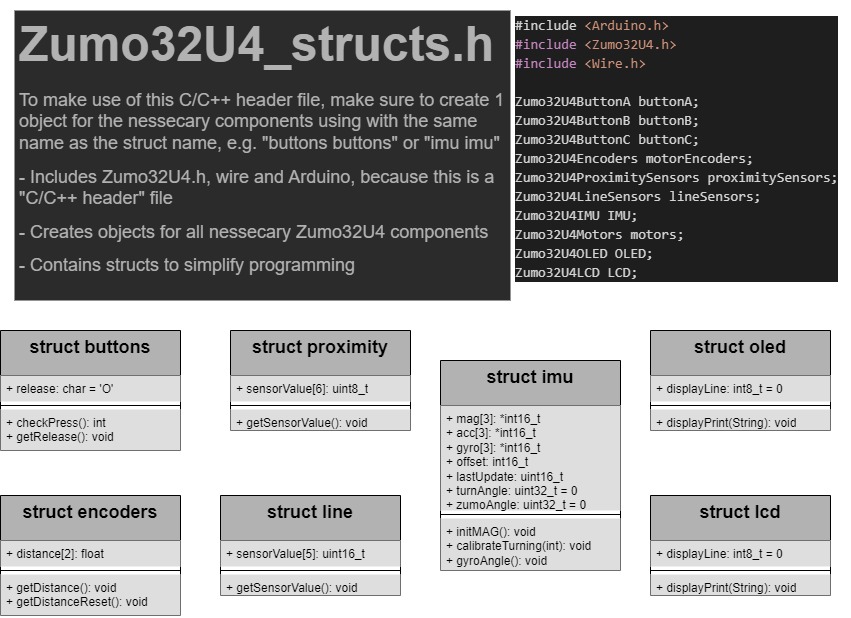 Zumo32U4_structs.h
To make use of this C/C++ header file, make sure to create 1
object for the nessecary components using with the same
name as the struct name, e.g. "buttons buttons" or "imu imu"
- Includes Zumo32U4.h, wire and Arduino, because this is a
"C/C++ header" file
- Creates objects for all nessecary Zumo32U4 components
- Contains structs to simplify programming
#include <Arduino.h>
#include <Zumo32U4.h>
#include <Wire.h>
Zumo32U4ButtonA buttonA;
Zumo32U4ButtonB buttonB;
Zumo32U4ButtonC buttonC;
Zumo32U4Encoders motorEncoders;
Zumo32U4ProximitySensors proximitySensors;
Zumo32U4LineSensors lineSensors;
Zumo32U4IMU IMU;
Zumo32U4Motors motors;
Zumo32U4OLED OLED;
Zumo32U4LCD LCD;
struct buttons
+ release: char = 'O'
+ checkPress(): int
+ getRelease(): void
struct proximity
+ sensorValue[6]: uint8_t
+ getSensorValue(): void
struct imu
+ mag[3]: *int16_t
+ acc[3]: *int16_t
+ gyro[3]: *int16_t
+ offset: int16_t
+ lastUpdate: uint16_t
+ turnAngle: uint32_t = 0
+ zumoAngle: uint32_t = 0
+ initMAG(): void
+ calibrateTurning(int): void
+ gyroAngle(): void
struct oled
+ displayLine: int8_t = 0
+ displayPrint(String): void
struct encoders
+ distance[2]: float
+ getDistance(): void
+ getDistanceReset(): void
struct line
+ sensorValue[5]: uint16_t
+ getSensorValue(): void
struct lcd
+ displayLine: int8_t = 0
+ displayPrint(String): void